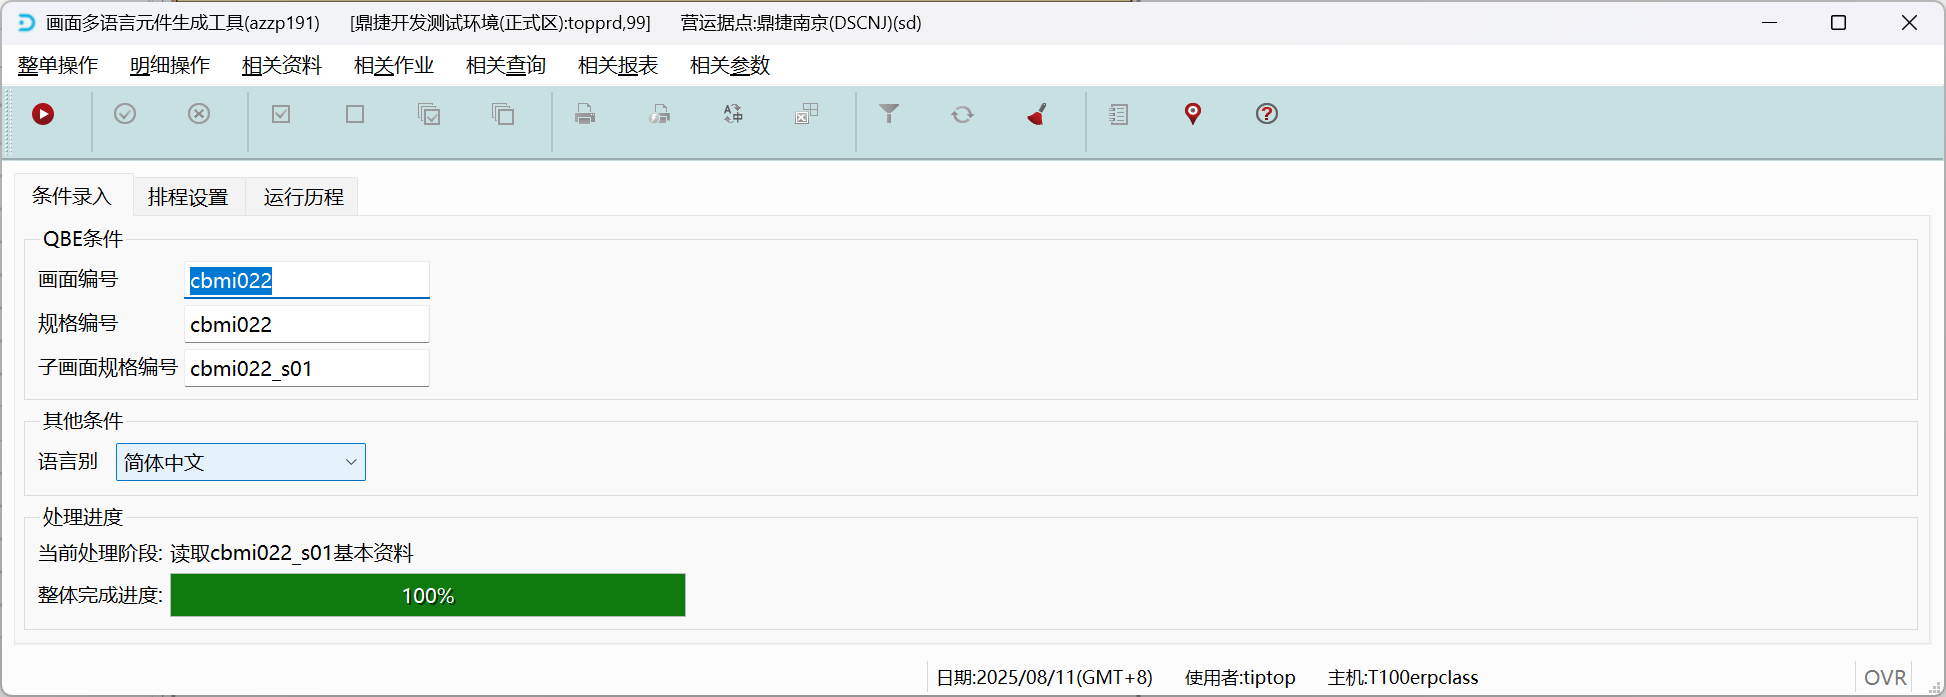 画面多语言元件生成工具(azzp191) [鼎捷开发测试环境(正式区):topprd,99] 营运据点:鼎捷南京(DSCNJ)(sd)
整单操作 明细操作 相关资料 相关作业 相关查询 相关报表 相关参数
条件录入 排程设置 运行历程
QBE条件
画面编号 cbmi022
规格编号 cbmi022
子画面规格编号 cbmi022_s01
其他条件
语言别 简体中文
处理进度
当前处理阶段: 读取cbmi022_s01基本资料
整体完成进度: 100%
日期:2025/08/11(GMT+8) 使用者:tiptop 主机:T100erpclass OVR